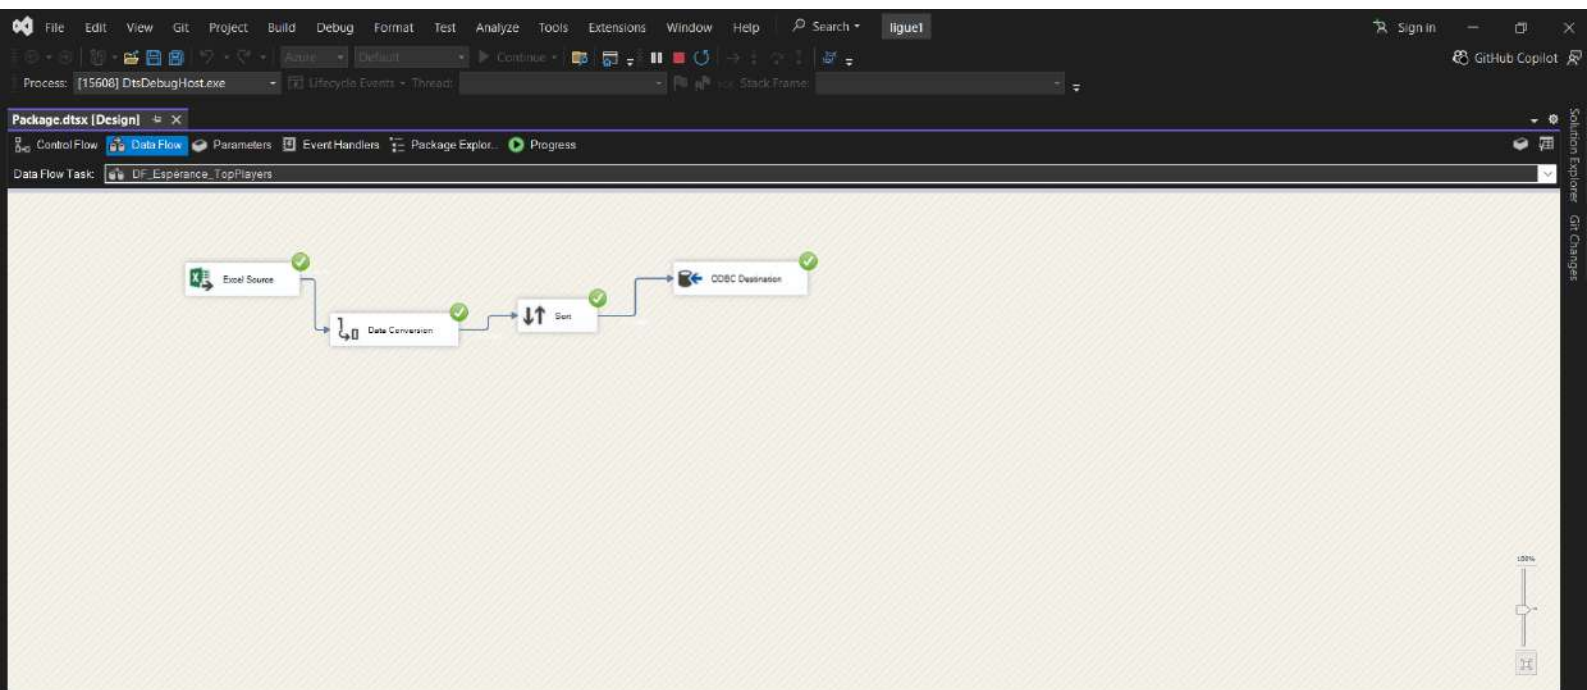 File Edit View Git Project Build Debug Format Test Analyze Tools Extensions Window Help Search ligue1 Sign in
Azure Default Continue GitHub Copilot
Process: [15608] DtsDebugHost.exe Lifecycle Events Thread: Stack Frame:
Package.dtsx [Design]
Control Flow Data Flow Parameters Event Handlers Package Explor... Progress
Data Flow Task: DF_Espérance_TopPlayers
Excel Source
ODBC Destination
Data Conversion
Sort
100%
Solution Explorer
Git Changes